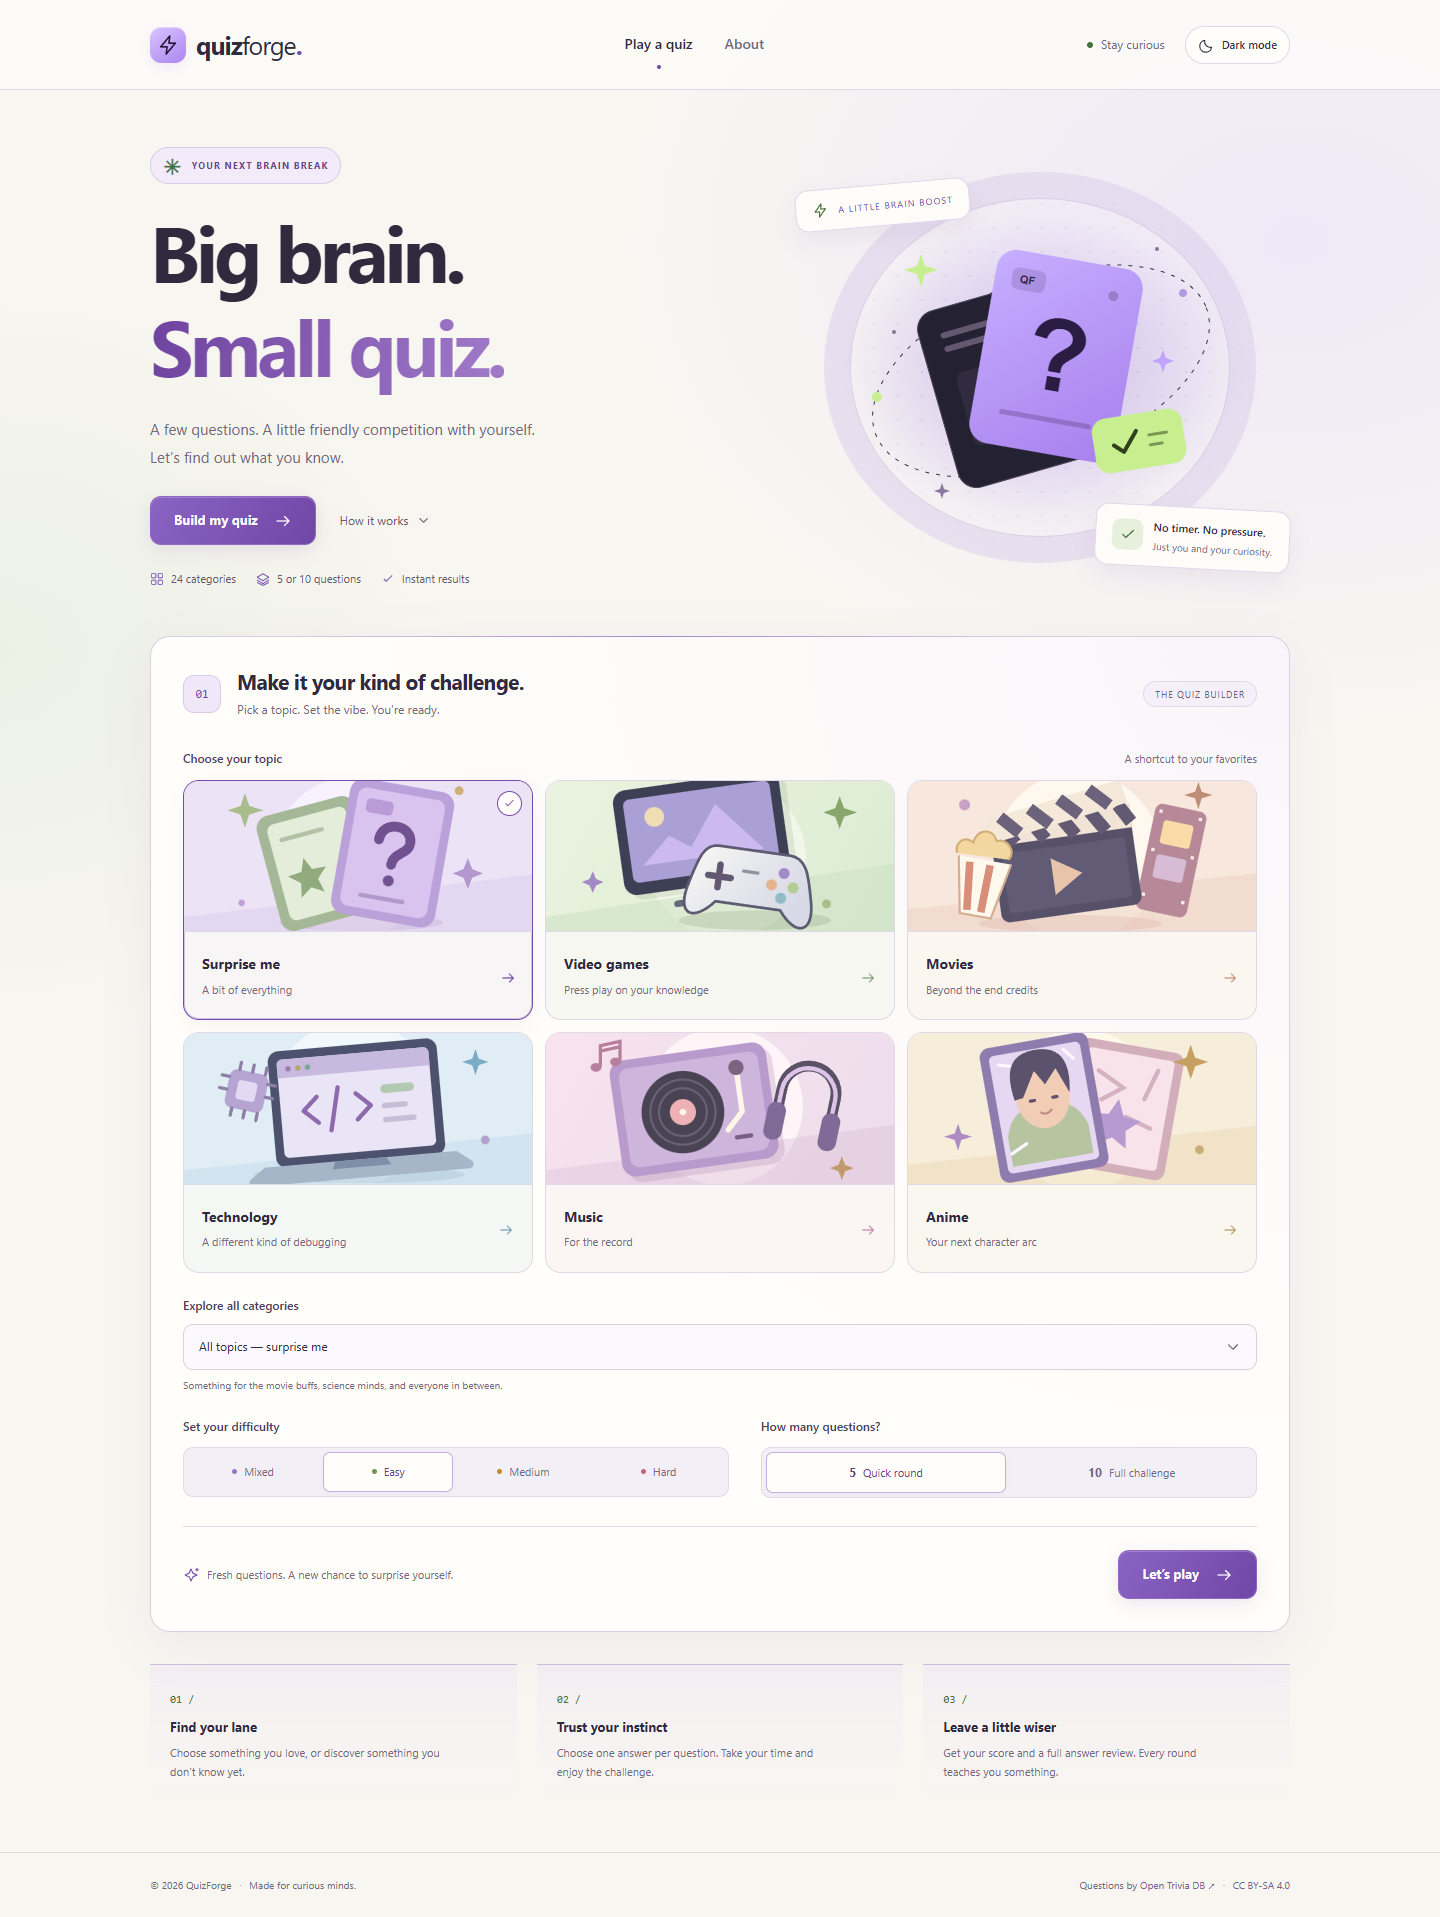 quizforge.
Play a quiz
About
Stay curious
Dark mode
YOUR NEXT BRAIN BREAK
Big brain.
Small quiz.
A few questions. A little friendly competition with yourself.
Let’s find out what you know.
Build my quiz
How it works
24 categories
5 or 10 questions
Instant results
A LITTLE BRAIN BOOST
QF
?
No timer. No pressure.
Just you and your curiosity.
01
Make it your kind of challenge.
Pick a topic. Set the vibe. You’re ready.
THE QUIZ BUILDER
Choose your topic
A shortcut to your favorites
?
Surprise me
A bit of everything
Video games
Press play on your knowledge
Movies
Beyond the end credits
Technology
A different kind of debugging
Music
For the record
Anime
Your next character arc
Explore all categories
All topics — surprise me
Something for the movie buffs, science minds, and everyone in between.
Set your difficulty
Mixed
Easy
Medium
Hard
How many questions?
5 Quick round
10 Full challenge
Fresh questions. A new chance to surprise yourself.
Let’s play
01 /
Find your lane
Choose something you love, or discover something you
don’t know yet.
02 /
Trust your instinct
Choose one answer per question. Take your time and
enjoy the challenge.
03 /
Leave a little wiser
Get your score and a full answer review. Every round
teaches you something.
© 2026 QuizForge · Made for curious minds.
Questions by Open Trivia DB ↗ · CC BY-SA 4.0